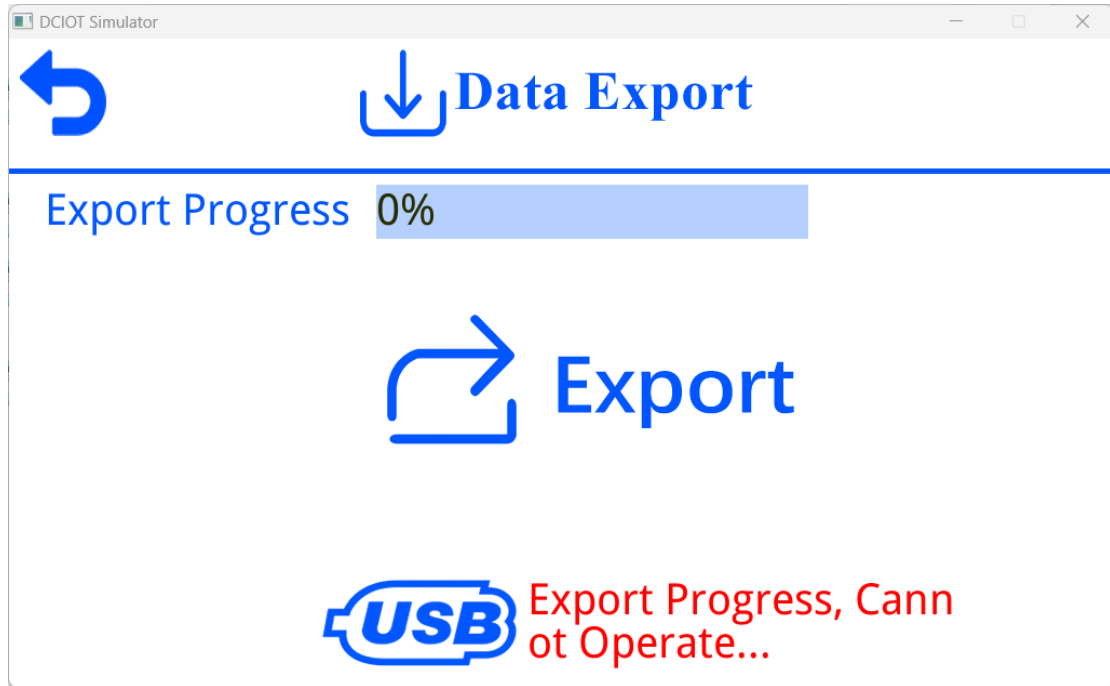 DCIOT Simulator
Data Export
Export Progress 0%
Export
USB Export Progress, Cann
ot Operate...